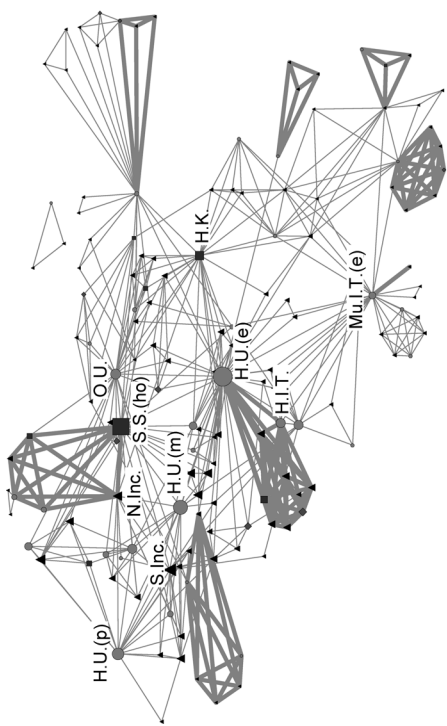 H.K.
Mu.I.T.(e)
H.U.(e)
O.U.
H.I.T.
S.S.(ho)
H.U.(m)
N.Inc.
S.Inc.
H.U.(p)